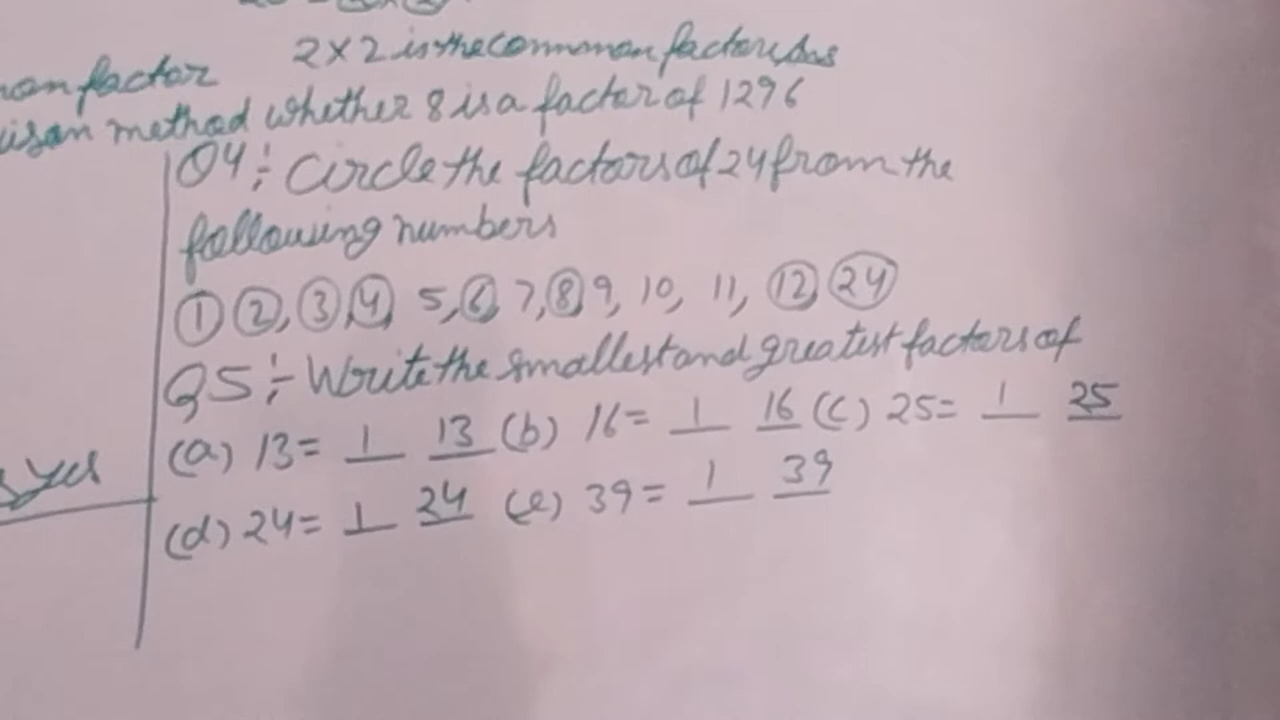 factor 2×2 is the common factor Ans
method whether 8 is a factor of 1296
Q4:- Circle the factors of 24 from the
following numbers
1 2, 3, 4, 5, 6, 7, 8, 9, 10, 11, 12, 24
Q5:- Write the smallest and greatest factors of
(a) 13= 1 13 (b) 16= 1 16 (c) 25= 1 25
yes
(d) 24= 1 24 (e) 39= 1 39